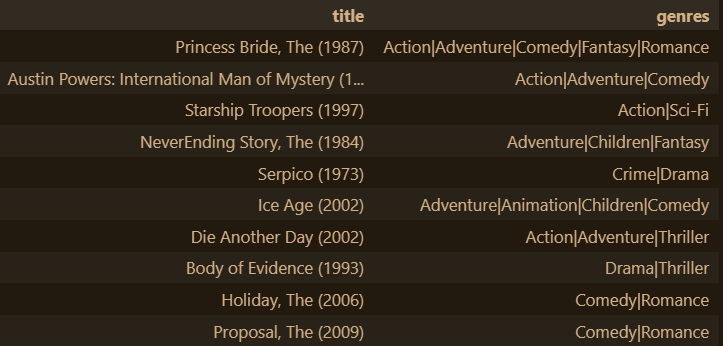 title genres
Princess Bride, The (1987) Action|Adventure|Comedy|Fantasy|Romance
Austin Powers: International Man of Mystery (1... Action|Adventure|Comedy
Starship Troopers (1997) Action|Sci-Fi
NeverEnding Story, The (1984) Adventure|Children|Fantasy
Serpico (1973) Crime|Drama
Ice Age (2002) Adventure|Animation|Children|Comedy
Die Another Day (2002) Action|Adventure|Thriller
Body of Evidence (1993) Drama|Thriller
Holiday, The (2006) Comedy|Romance
Proposal, The (2009) Comedy|Romance